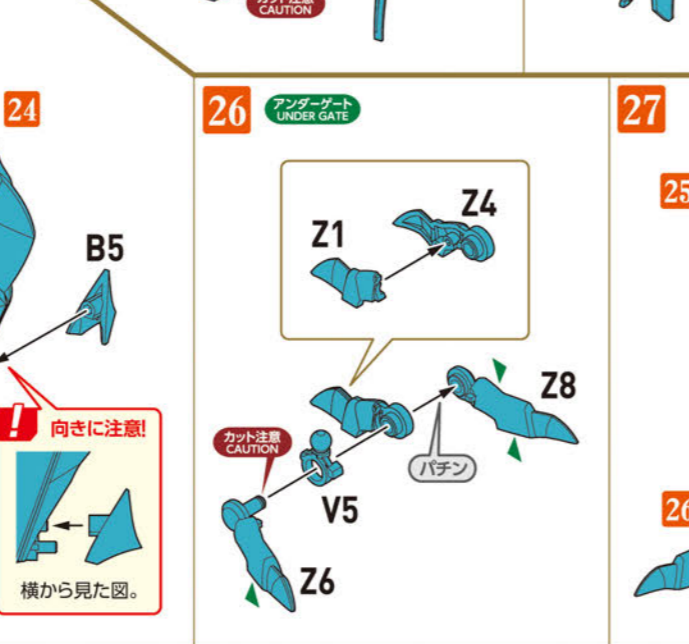 カット注意
CAUTION
24
B5
!
向きに注意!
横から見た図。
26
アンダーゲート
UNDER GATE
Z1
Z4
Z8
カット注意
CAUTION
パチン
V5
Z6
27
25
26